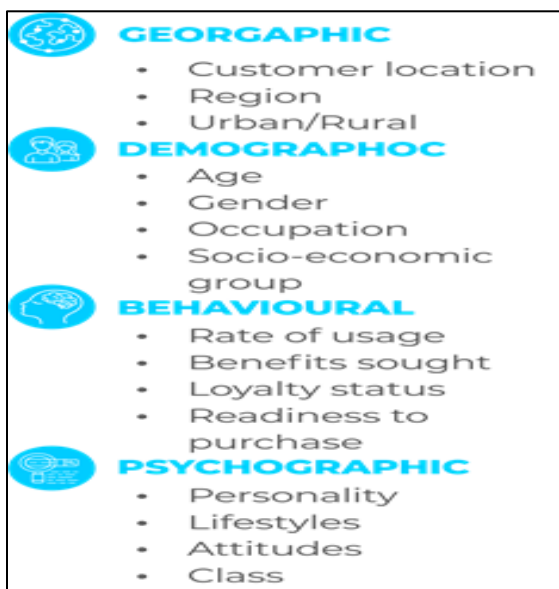 GEORGAPHIC
• Customer location
• Region
• Urban/Rural
DEMOGRAPHOC
• Age
• Gender
• Occupation
• Socio-economic
group
BEHAVIOURAL
• Rate of usage
• Benefits sought
• Loyalty status
• Readiness to
purchase
PSYCHOGRAPHIC
• Personality
• Lifestyles
• Attitudes
• Class